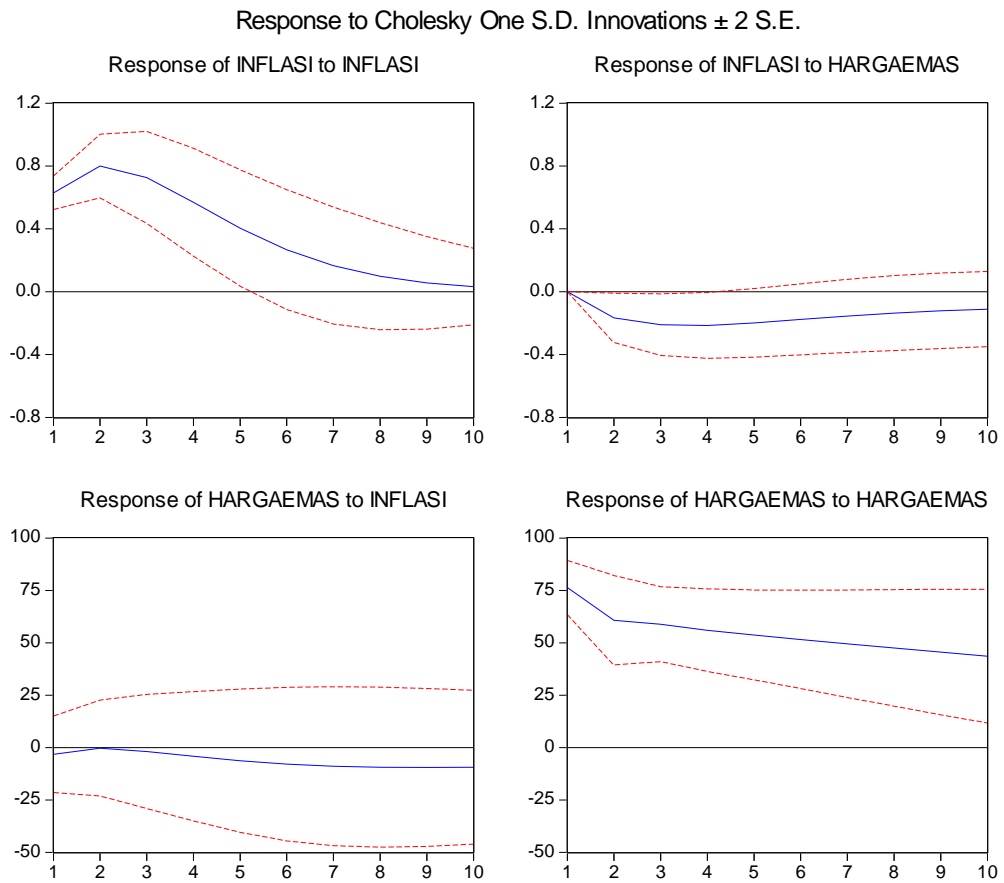 Response to Cholesky One S.D. Innovations ± 2 S.E.
Response of INFLASI to INFLASI
1.2
0.8
0.4
0.0
-0.4
-0.8
1 2 3 4 5 6 7 8 9 10
Response of INFLASI to HARGAEMAS
1.2
0.8
0.4
0.0
-0.4
-0.8
1 2 3 4 5 6 7 8 9 10
Response of HARGAEMAS to INFLASI
100
75
50
25
0
-25
-50
1 2 3 4 5 6 7 8 9 10
Response of HARGAEMAS to HARGAEMAS
100
75
50
25
0
-25
-50
1 2 3 4 5 6 7 8 9 10